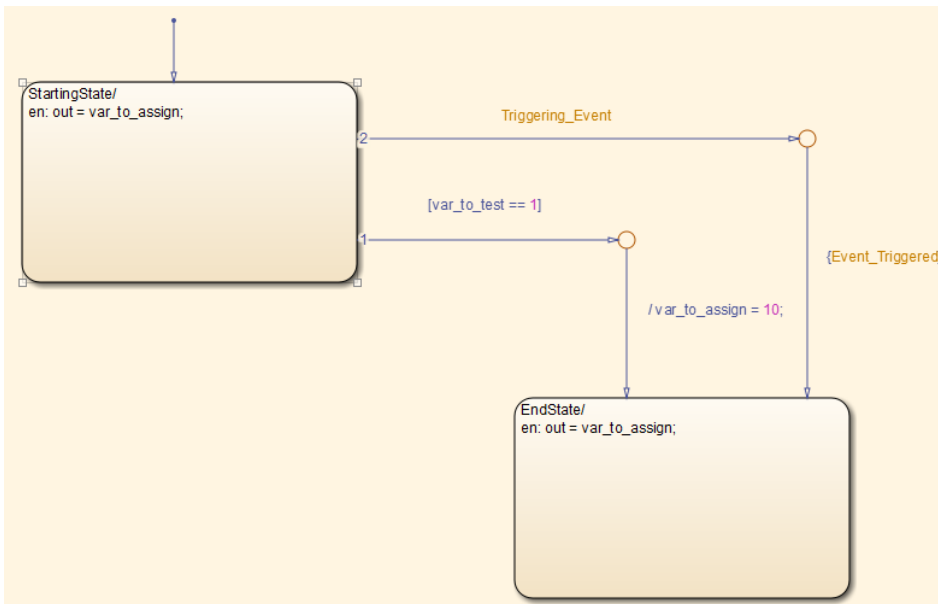 StartingState/
en: out = var_to_assign;
2
Triggering_Event
[var_to_test == 1]
1
{Event_Triggered
/ var_to_assign = 10;
EndState/
en: out = var_to_assign;